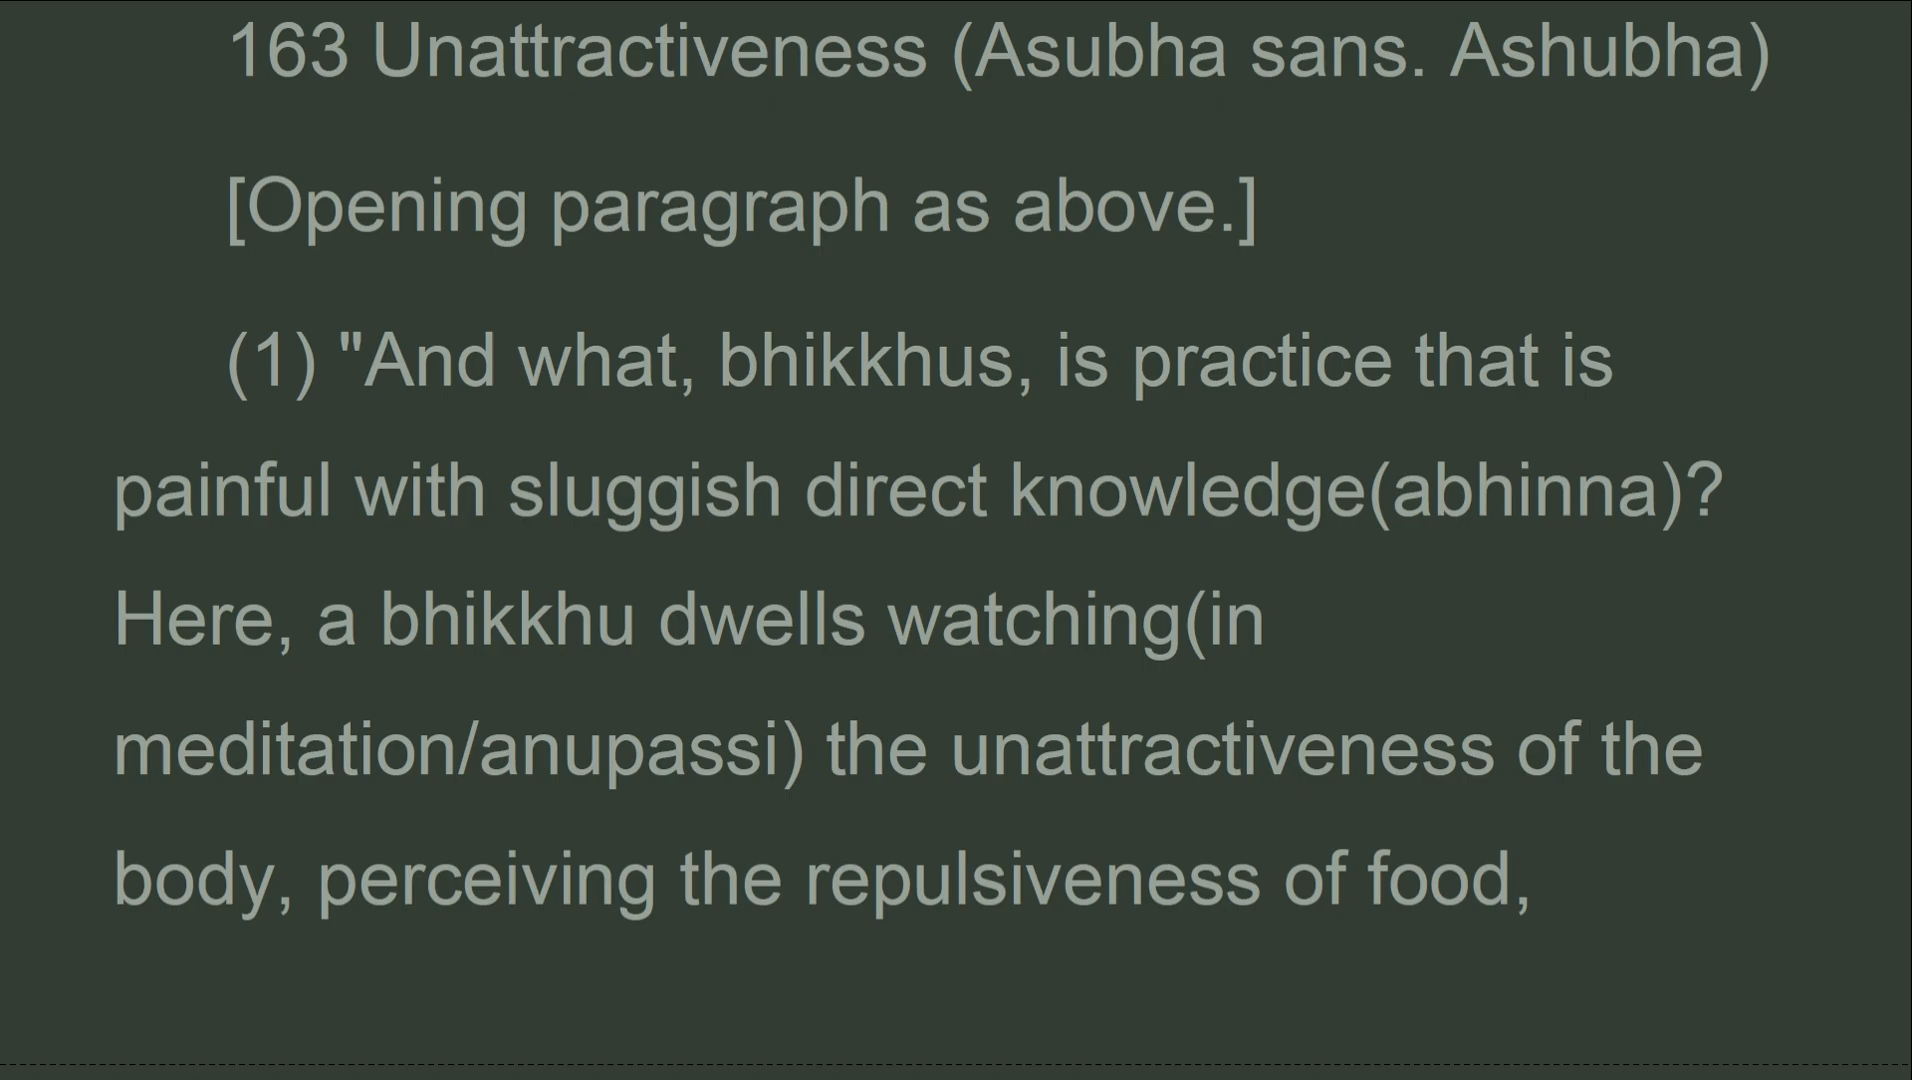 163 Unattractiveness (Asubha sans. Ashubha)
[Opening paragraph as above.]
(1) "And what, bhikkhus, is practice that is
painful with sluggish direct knowledge(abhinna)?
Here, a bhikkhu dwells watching(in
meditation/anupassi) the unattractiveness of the
body, perceiving the repulsiveness of food,